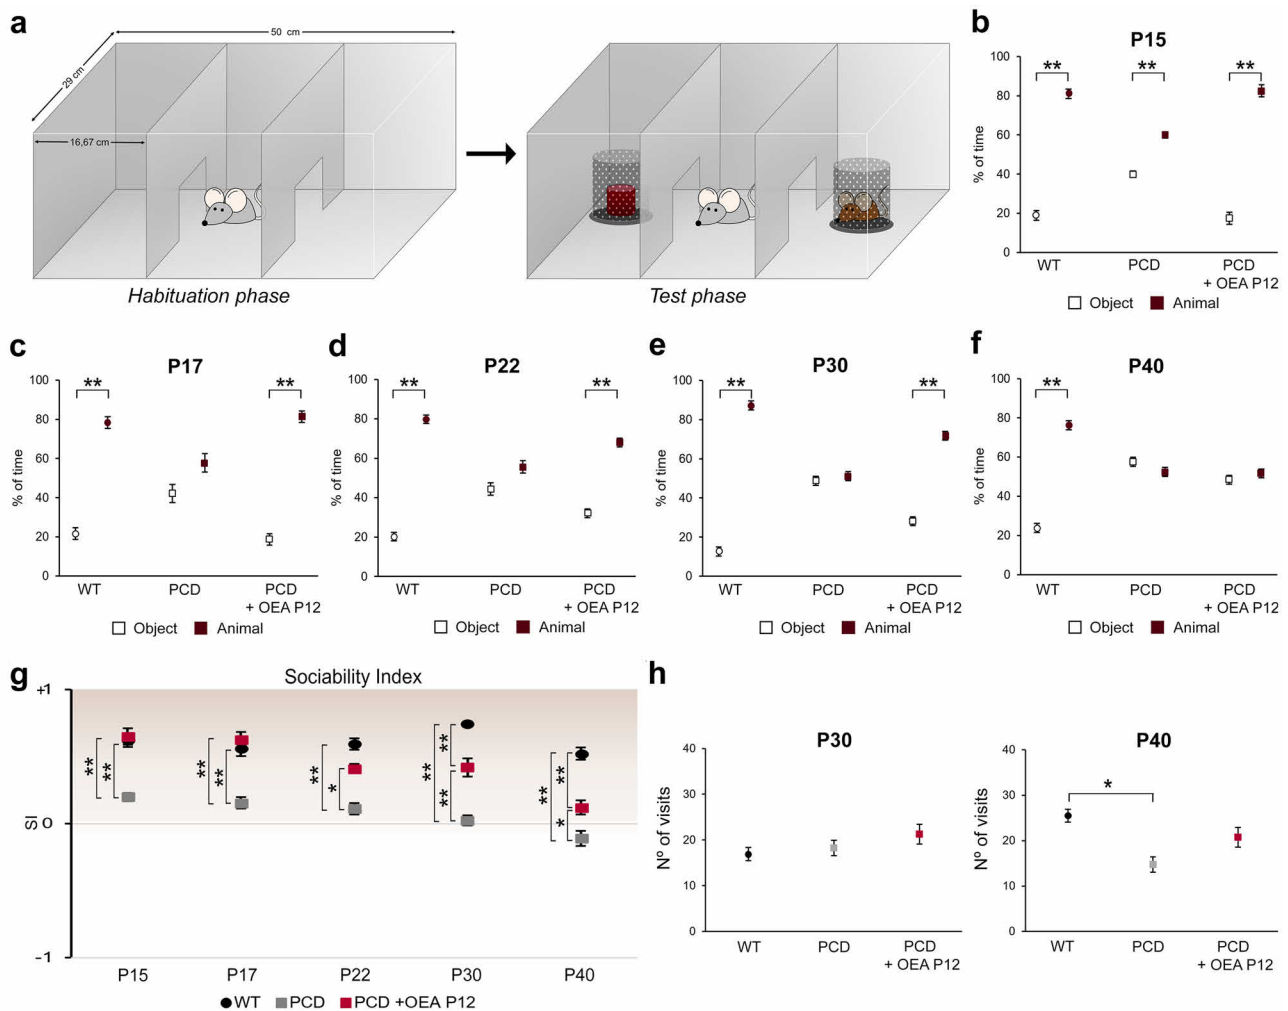 a
50 cm
29 cm
16,67 cm
Habituation phase
Test phase
b
P15
100
80
60
40
20
0
% of time
**
**
**
WT
PCD
PCD
+ OEA P12
Object
Animal
c
P17
100
80
60
40
20
0
% of time
**
**
WT
PCD
PCD
+ OEA P12
Object
Animal
d
P22
100
80
60
40
20
0
% of time
**
**
WT
PCD
PCD
+ OEA P12
Object
Animal
e
P30
100
80
60
40
20
0
% of time
**
**
WT
PCD
PCD
+ OEA P12
Object
Animal
f
P40
100
80
60
40
20
0
% of time
**
WT
PCD
PCD
+ OEA P12
Object
Animal
g
Sociability Index
+1
0
-1
SI
**
**
**
**
**
*
**
**
**
**
**
*
P15
P17
P22
P30
P40
WT
PCD
PCD +OEA P12
h
P30
40
30
20
10
0
Nº of visits
WT
PCD
PCD
+ OEA P12
P40
40
30
20
10
0
Nº of visits
*
WT
PCD
PCD
+ OEA P12